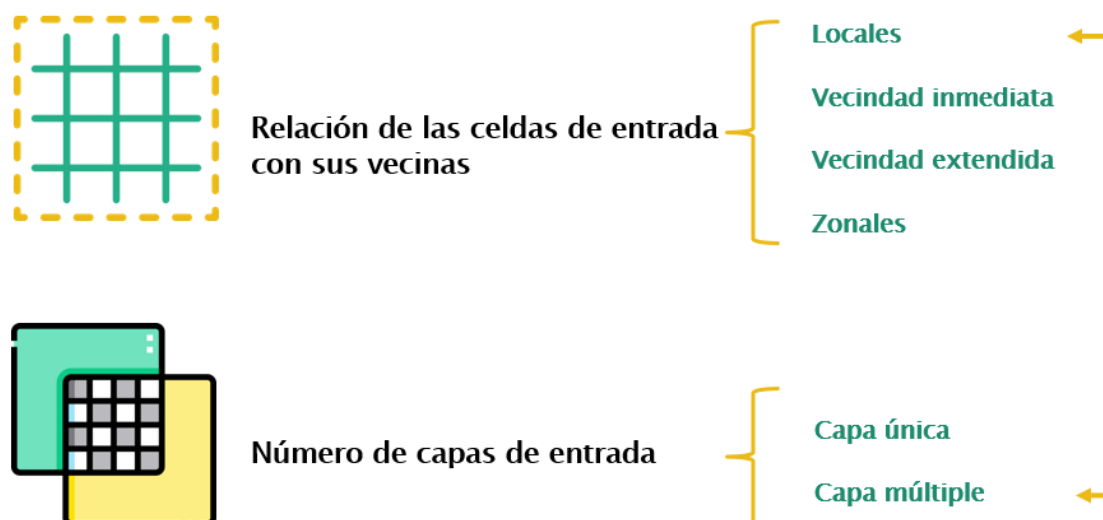 Locales
Vecindad inmediata
Relación de las celdas de entrada
con sus vecinas
Vecindad extendida
Zonales
Capa única
Número de capas de entrada
Capa múltiple